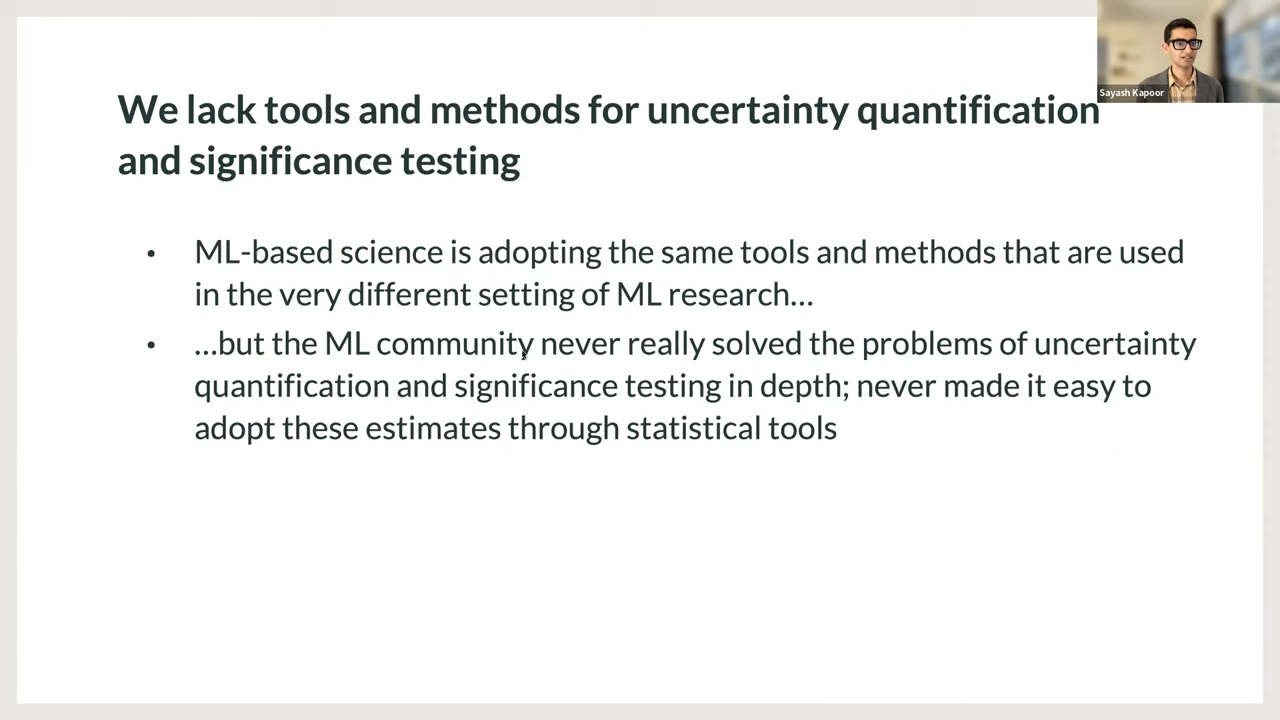 Sayash Kapoor
We lack tools and methods for uncertainty quantification
and significance testing
• ML-based science is adopting the same tools and methods that are used
in the very different setting of ML research...
• ...but the ML community never really solved the problems of uncertainty
quantification and significance testing in depth; never made it easy to
adopt these estimates through statistical tools